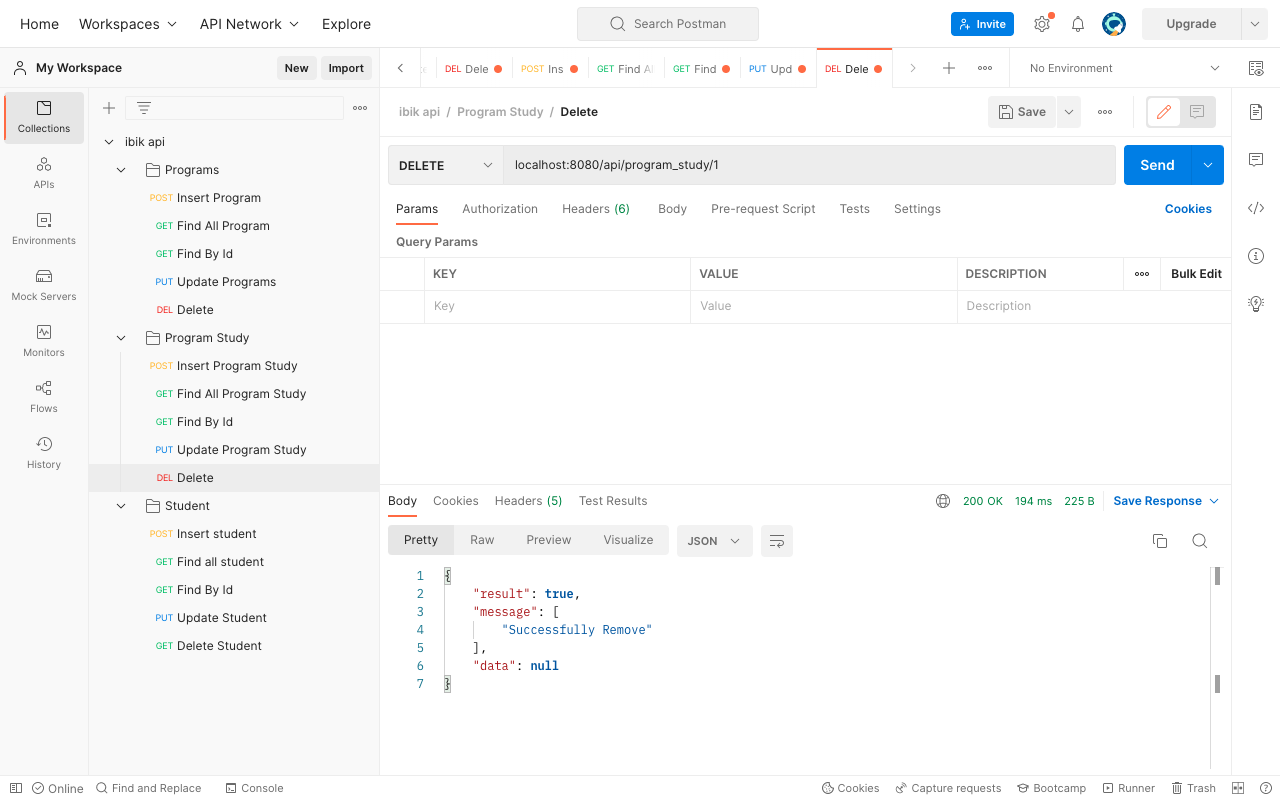 Home Workspaces API Network Explore Search Postman Invite Upgrade
My Workspace New Import
DEL Dele POST Ins GET Find Al GET Find PUT Upd DEL Dele No Environment
Collections
APIs
Environments
Mock Servers
Monitors
Flows
History
ibik api
Programs
POST Insert Program
GET Find All Program
GET Find By Id
PUT Update Programs
DEL Delete
Program Study
POST Insert Program Study
GET Find All Program Study
GET Find By Id
PUT Update Program Study
DEL Delete
Student
POST Insert student
GET Find all student
GET Find By Id
PUT Update Student
GET Delete Student
ibik api / Program Study / Delete Save
DELETE localhost:8080/api/program_study/1 Send
Params Authorization Headers (6) Body Pre-request Script Tests Settings Cookies
Query Params
KEY VALUE DESCRIPTION Bulk Edit
Key Value Description
Body Cookies Headers (5) Test Results 200 OK 194 ms 225 B Save Response
Pretty Raw Preview Visualize JSON
1 {
2 "result": true,
3 "message": [
4 "Successfully Remove"
5 ],
6 "data": null
7 }
Online Find and Replace Console Cookies Capture requests Bootcamp Runner Trash